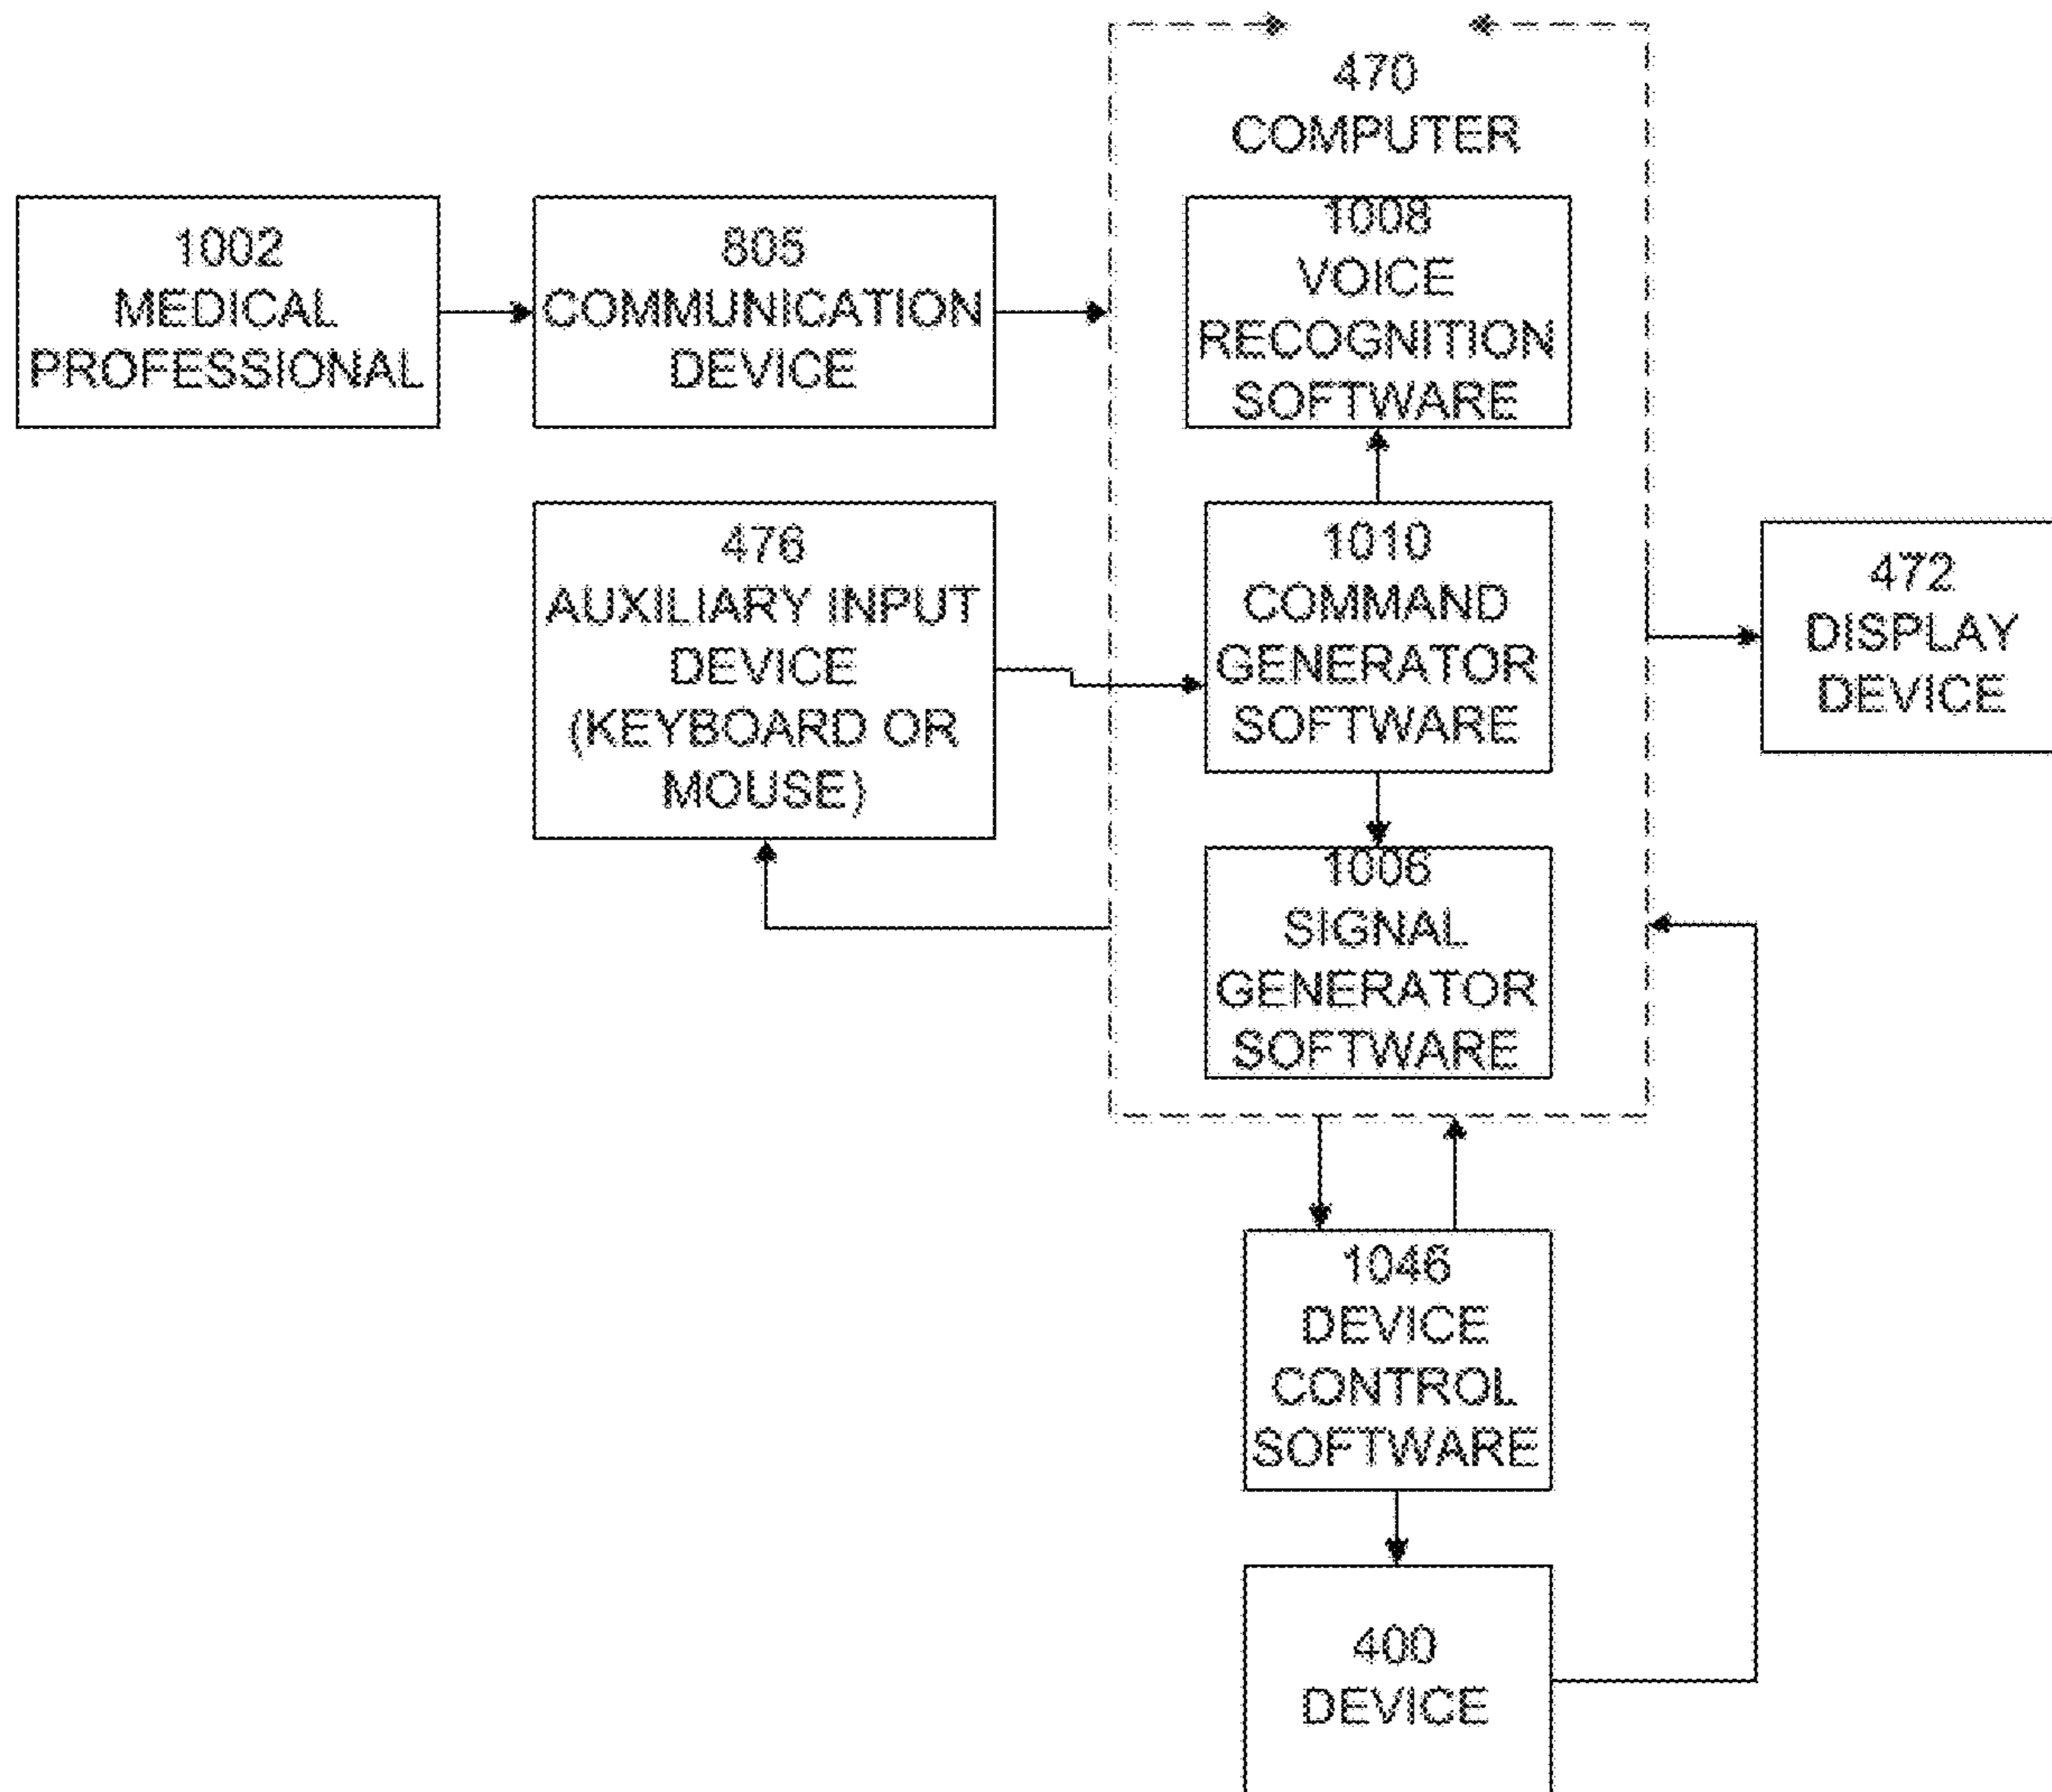 470
COMPUTER
1002
MEDICAL
PROFESSIONAL
805
COMMUNICATION
DEVICE
1008
VOICE
RECOGNITION
SOFTWARE
476
AUXILIARY INPUT
DEVICE
(KEYBOARD OR
MOUSE)
1010
COMMAND
GENERATOR
SOFTWARE
472
DISPLAY
DEVICE
1006
SIGNAL
GENERATOR
SOFTWARE
1046
DEVICE
CONTROL
SOFTWARE
400
DEVICE